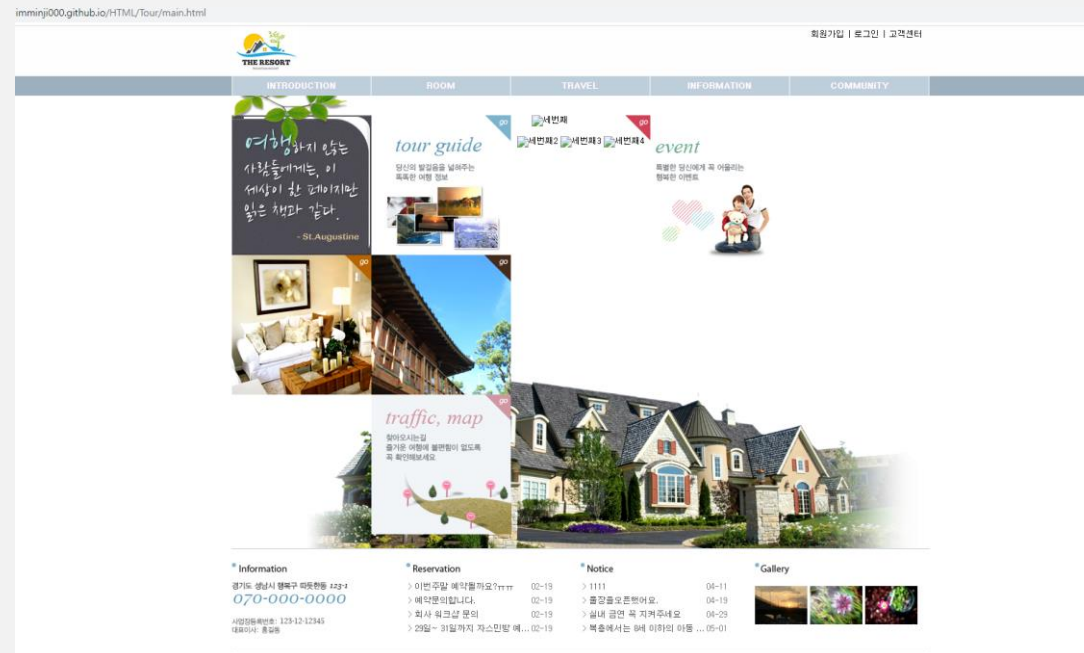 imminji000.github.io/HTML/Tour/main.html
THE RESORT
회원가입 | 로그인 | 고객센터
INTRODUCTION ROOM TRAVEL INFORMATION COMMUNITY
여행하지 않는
사람들에게는, 이
세상이 한 페이지만
읽은 책과 같다.
- St.Augustine
go
tour guide
당신의 발걸음을 넓혀주는
똑똑한 여행 정보
go
세번째
세번째2 세번째3 세번째4
event
특별한 당신에게 꼭 어울리는
행복한 이벤트
go
go
go
traffic, map
찾아오시는길
즐거운 여행에 불편함이 없도록
꼭 확인해보세요
Information
경기도 성남시 행복구 따듯한동 123-1
070-000-0000
사업장등록번호: 123-12-12345
대표이사: 홍길동
Reservation
> 이번주말 예약될까요?ㅠㅠ 02-19
> 예약문의합니다. 02-19
> 회사 워크샵 문의 02-19
> 29일~ 31일까지 자스민방 예... 02-19
Notice
> 1111 04-11
> 풀장을오픈했어요. 04-19
> 실내 금연 꼭 지켜주세요 04-29
> 복층에서는 6세 이하의 아동 ... 05-01
Gallery